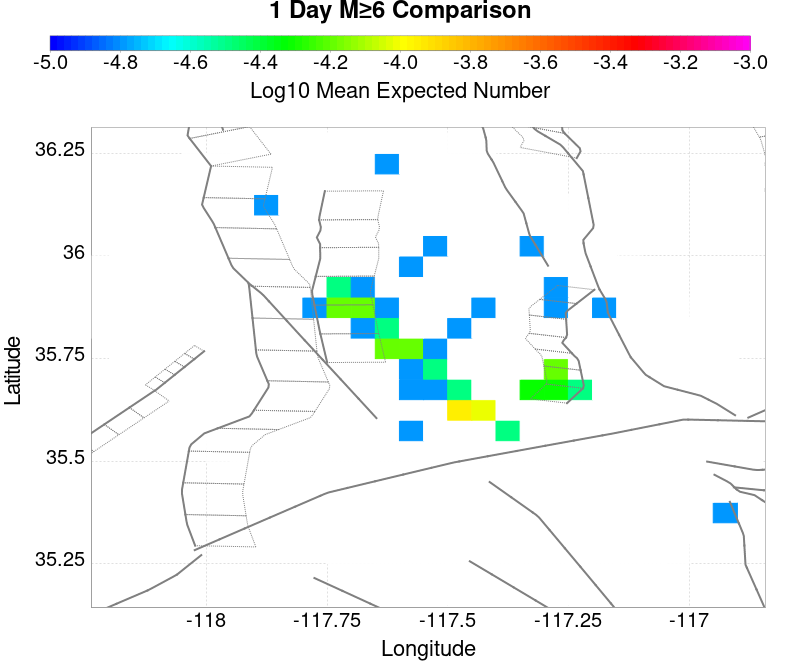 1 Day M≥6 Comparison
-5.0 -4.8 -4.6 -4.4 -4.2 -4.0 -3.8 -3.6 -3.4 -3.2 -3.0
Log10 Mean Expected Number
36.25
36
35.75
35.5
35.25
Latitude
-118 -117.75 -117.5 -117.25 -117
Longitude